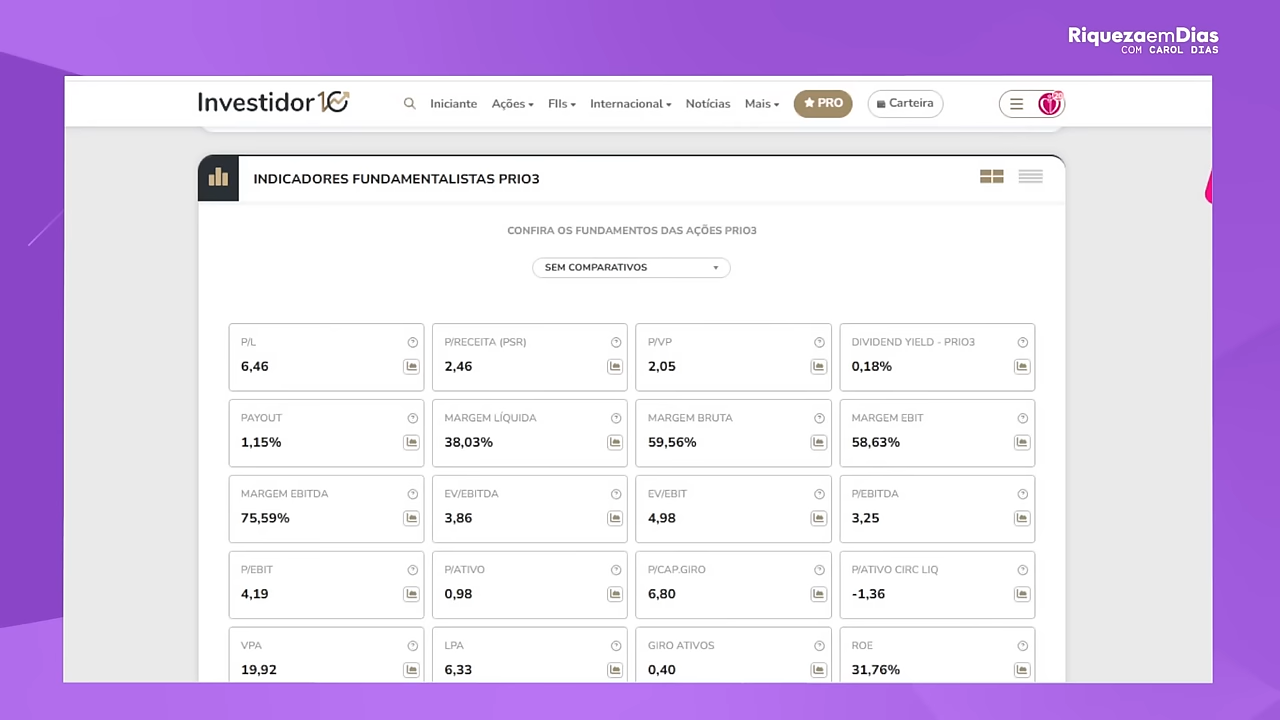 RiquezaemDias
COM CAROL DIAS
Investidor10
Iniciante Ações FIIs Internacional Notícias Mais PRO Carteira
INDICADORES FUNDAMENTALISTAS PRIO3
CONFIRA OS FUNDAMENTOS DAS AÇÕES PRIO3
SEM COMPARATIVOS
P/L P/RECEITA (PSR) P/VP DIVIDEND YIELD - PRIO3
6,46 2,46 2,05 0,18%
PAYOUT MARGEM LÍQUIDA MARGEM BRUTA MARGEM EBIT
1,15% 38,03% 59,56% 58,63%
MARGEM EBITDA EV/EBITDA EV/EBIT P/EBITDA
75,59% 3,86 4,98 3,25
P/EBIT P/ATIVO P/CAP.GIRO P/ATIVO CIRC LIQ
4,19 0,98 6,80 -1,36
VPA LPA GIRO ATIVOS ROE
19,92 6,33 0,40 31,76%